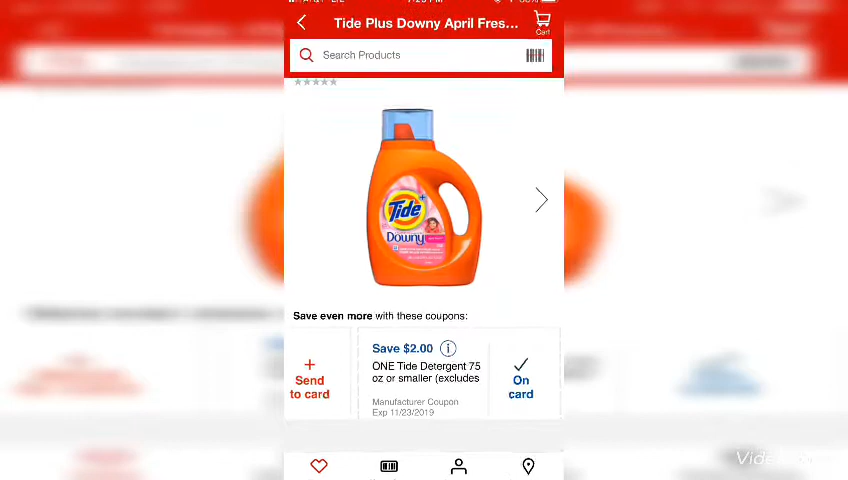 Tide Plus Downy April Fres...
Cart
Search Products
Tide+
Downy
Save even more with these coupons:
+
Send
to card
Save $2.00 i
ONE Tide Detergent 75
oz or smaller (excludes
Manufacturer Coupon
Exp 11/23/2019
On
card